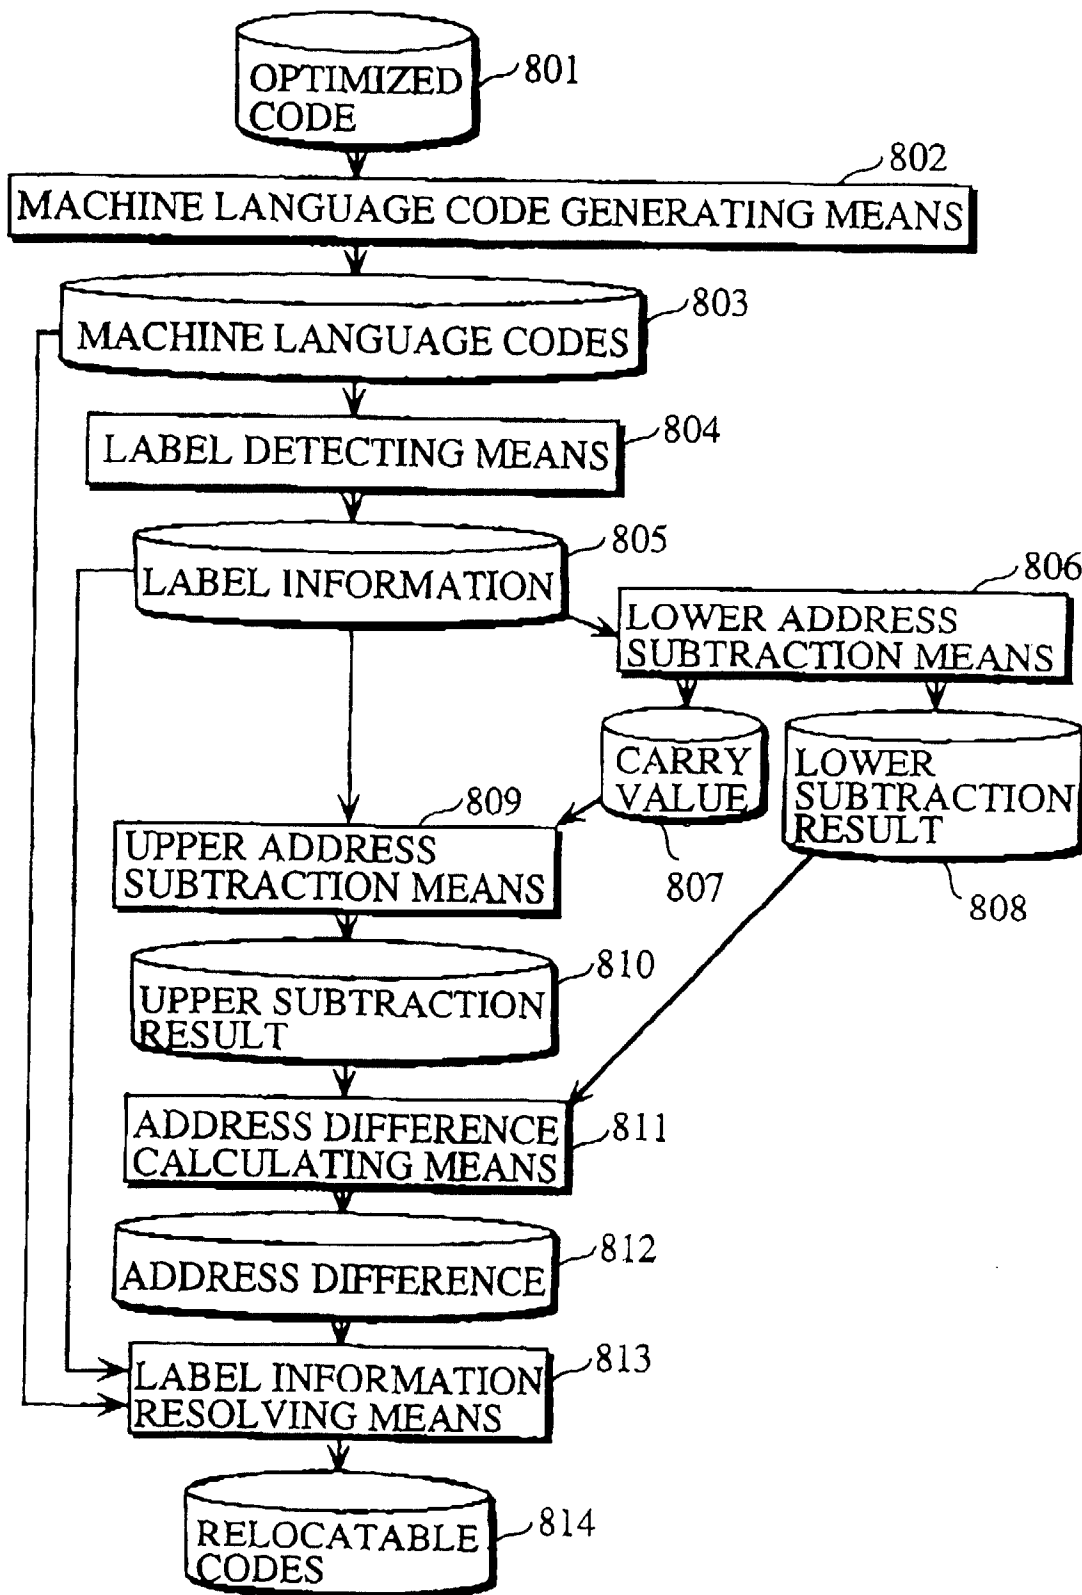 OPTIMIZED
CODE
801
802
MACHINE LANGUAGE CODE GENERATING MEANS
803
MACHINE LANGUAGE CODES
804
LABEL DETECTING MEANS
805
LABEL INFORMATION
806
LOWER ADDRESS
SUBTRACTION MEANS
CARRY
VALUE
807
LOWER
SUBTRACTION
RESULT
808
809
UPPER ADDRESS
SUBTRACTION MEANS
810
UPPER SUBTRACTION
RESULT
ADDRESS DIFFERENCE
CALCULATING MEANS
811
812
ADDRESS DIFFERENCE
813
LABEL INFORMATION
RESOLVING MEANS
RELOCATABLE
CODES
814